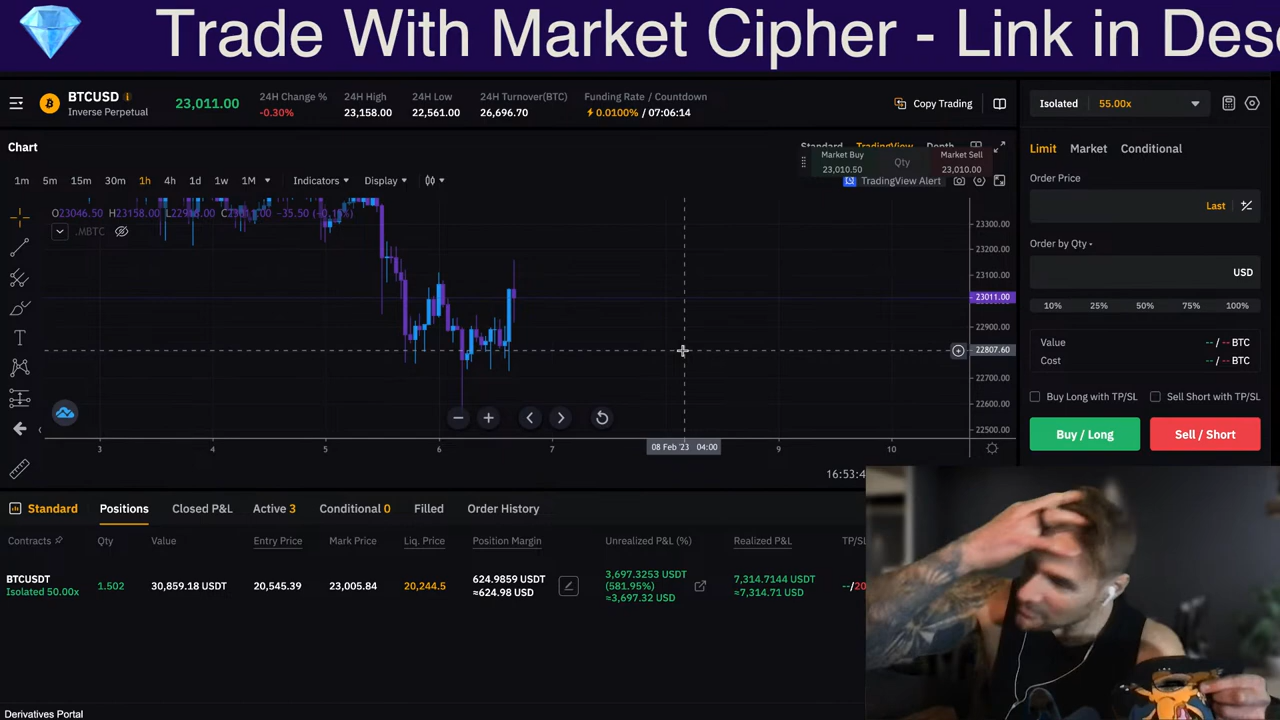 Trade With Market Cipher - Link in Des
BTCUSD
Inverse Perpetual
23,011.00
24H Change %
-0.30%
24H High
23,158.00
24H Low
22,561.00
24H Turnover(BTC)
26,696.70
Funding Rate / Countdown
0.0100% / 07:06:14
Copy Trading
Isolated 55.00x
Chart
Standard TradingView Depth
Market Buy
23,010.50
Qty
Market Sell
23,010.00
1m 5m 15m 30m 1h 4h 1d 1w 1M
Indicators Display
TradingView Alert
.MBTC
23300.00
23200.00
23100.00
23011.00
22900.00
22807.60
22700.00
22600.00
22500.00
3 4 5 6 7 08 Feb '23 04:00 9 10
16:53:4
Limit Market Conditional
Order Price
Last
Order by Qty
USD
10% 25% 50% 75% 100%
Value -- / -- BTC
Cost -- / -- BTC
Buy Long with TP/SL Sell Short with TP/SL
Buy / Long Sell / Short
Standard Positions Closed P&L Active 3 Conditional 0 Filled Order History
Contracts Qty Value Entry Price Mark Price Liq. Price Position Margin Unrealized P&L (%) Realized P&L TP/SL
BTCUSDT
Isolated 50.00x
1.502
30,859.18 USDT
20,545.39
23,005.84
20,244.5
624.9859 USDT
≈624.98 USD
3,697.3253 USDT
(581.95%)
≈3,697.32 USD
7,314.7144 USDT
≈7,314.71 USD
--/20
Derivatives Portal